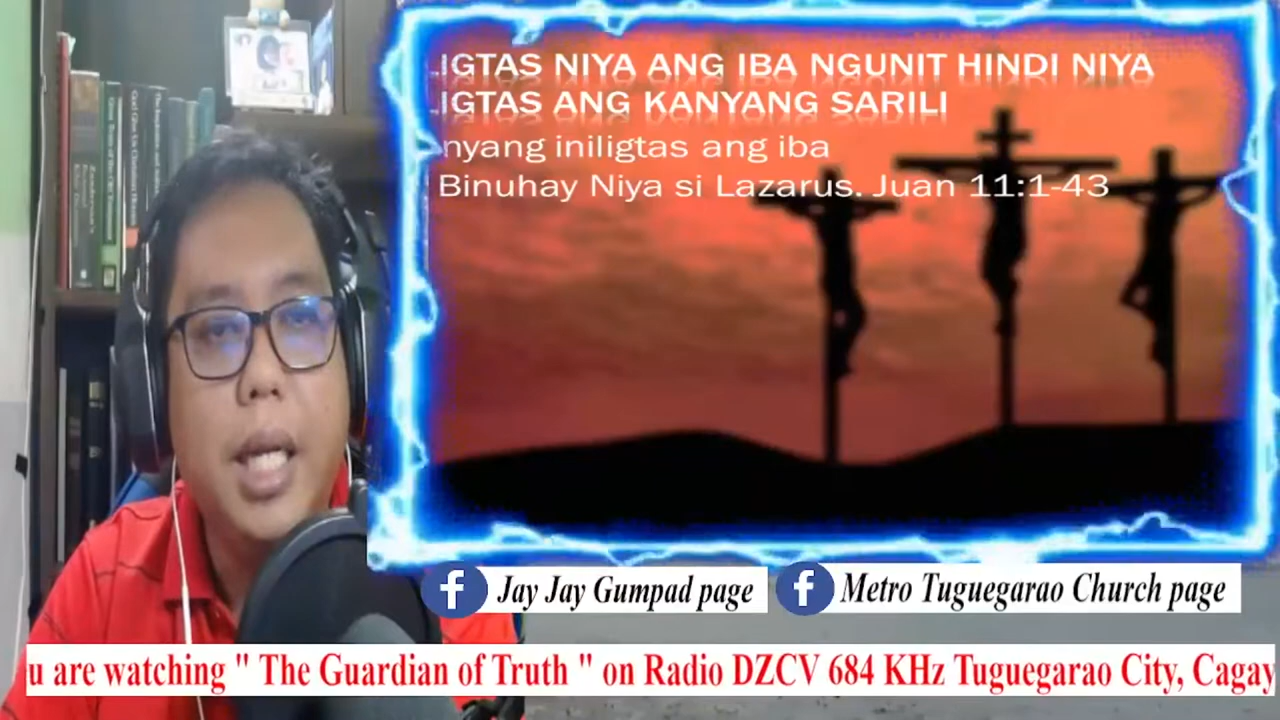 IGTAS NIYA ANG IBA NGUNIT HINDI NIYA
IGTAS ANG KANYANG SARILI
nyang iniligtas ang iba
Binuhay Niya si Lazarus. Juan 11:1-43
Jay Jay Gumpad page
Metro Tuguegarao Church page
u are watching " The Guardian of Truth " on Radio DZCV 684 KHz Tuguegarao City, Cagay